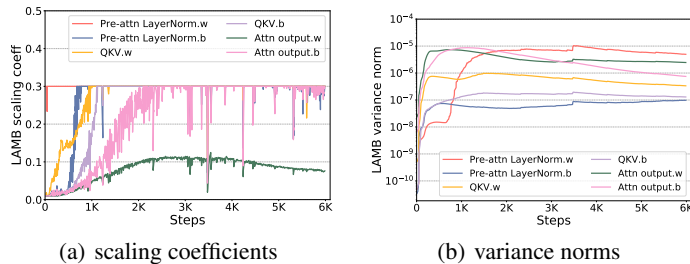 0.5
0.4
0.3
0.2
0.1
0.0
LAMB scaling coeff
Pre-attn LayerNorm.w
Pre-attn LayerNorm.b
QKV.w
QKV.b
Attn output.w
Attn output.b
0 1K 2K 3K 4K 5K 6K
Steps
(a) scaling coefficients
10⁻⁴
10⁻⁵
10⁻⁶
10⁻⁷
10⁻⁸
10⁻⁹
10⁻¹⁰
LAMB variance norm
Pre-attn LayerNorm.w
Pre-attn LayerNorm.b
QKV.w
QKV.b
Attn output.w
Attn output.b
0 1K 2K 3K 4K 5K 6K
Steps
(b) variance norms